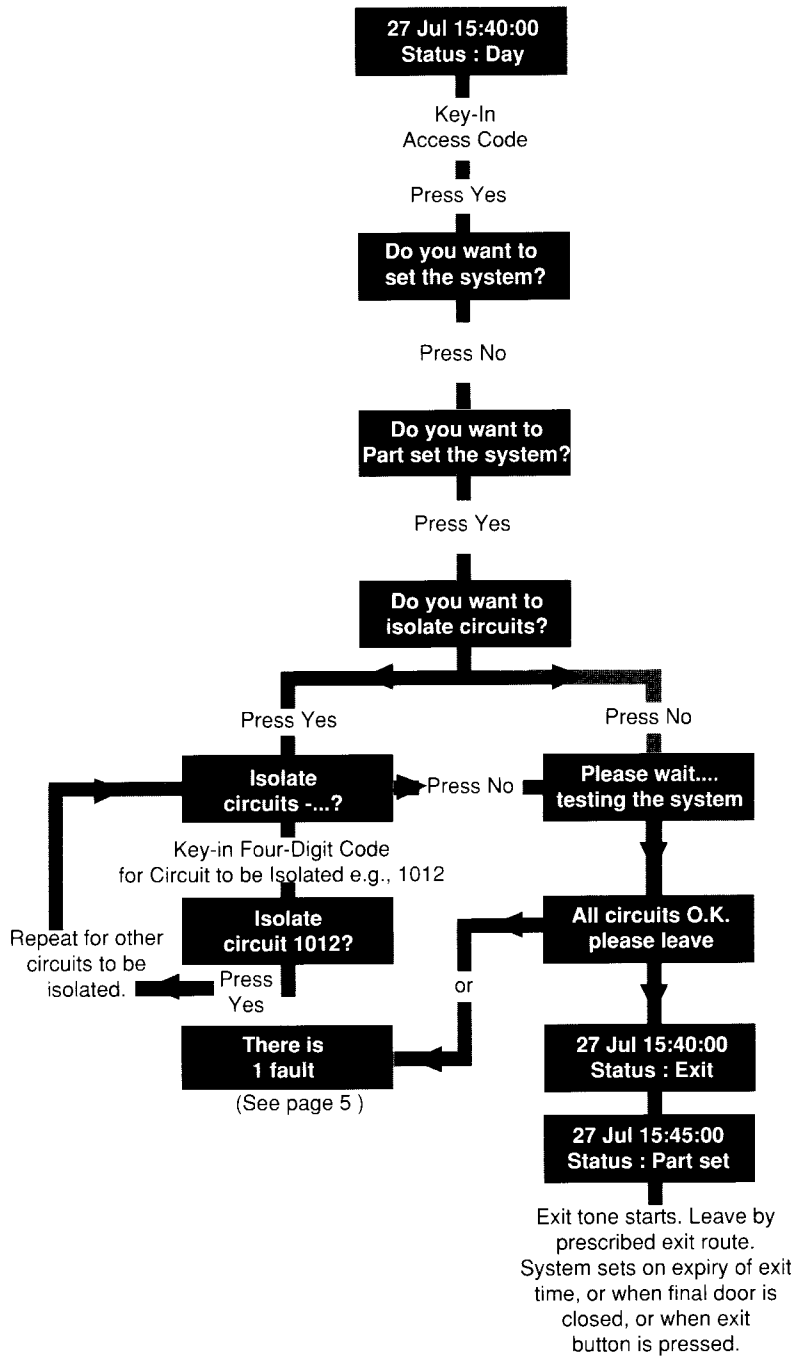 27 Jul 15:40:00
Status : Day
Key-In
Access Code
Press Yes
Do you want to
set the system?
Press No
Do you want to
Part set the system?
Press Yes
Do you want to
isolate circuits?
Press Yes
Press No
Isolate
circuits -...?
Press No
Please wait....
testing the system
Key-in Four-Digit Code
for Circuit to be Isolated e.g., 1012
Isolate
circuit 1012?
All circuits O.K.
please leave
Repeat for other
circuits to be
isolated.
Press
Yes
or
There is
1 fault
(See page 5 )
27 Jul 15:40:00
Status : Exit
27 Jul 15:45:00
Status : Part set
Exit tone starts. Leave by
prescribed exit route.
System sets on expiry of exit
time, or when final door is
closed, or when exit
button is pressed.